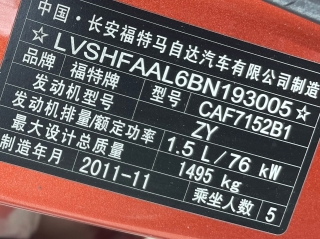 中国·长安福特马自达汽车有限公司制造
☆LVSHFAAL6BN193005☆
品牌 福特牌 型号 CAF7152B1
发动机型号 ZY
发动机排量/额定功率 1.5 L/76 kW
最大设计总质量 1495 kg
制造年月 2011-11 乘坐人数 5